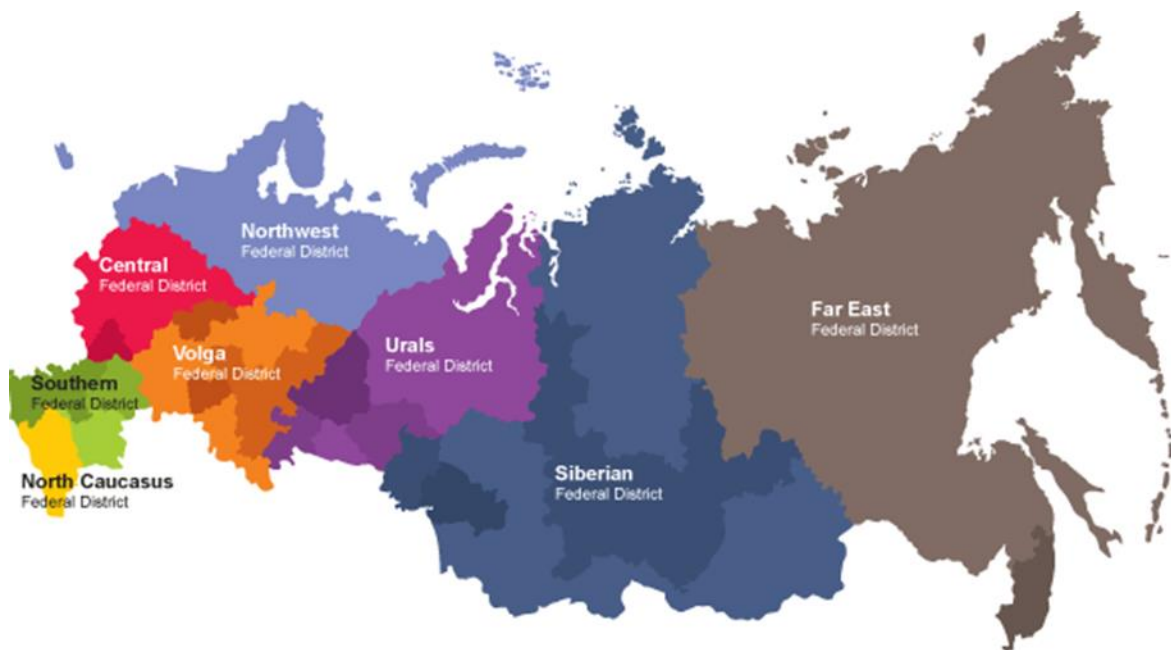 Northwest
Federal District
Central
Federal District
Far East
Federal District
Volga
Federal District
Urals
Federal District
Southern
Federal District
North Caucasus
Federal District
Siberian
Federal District